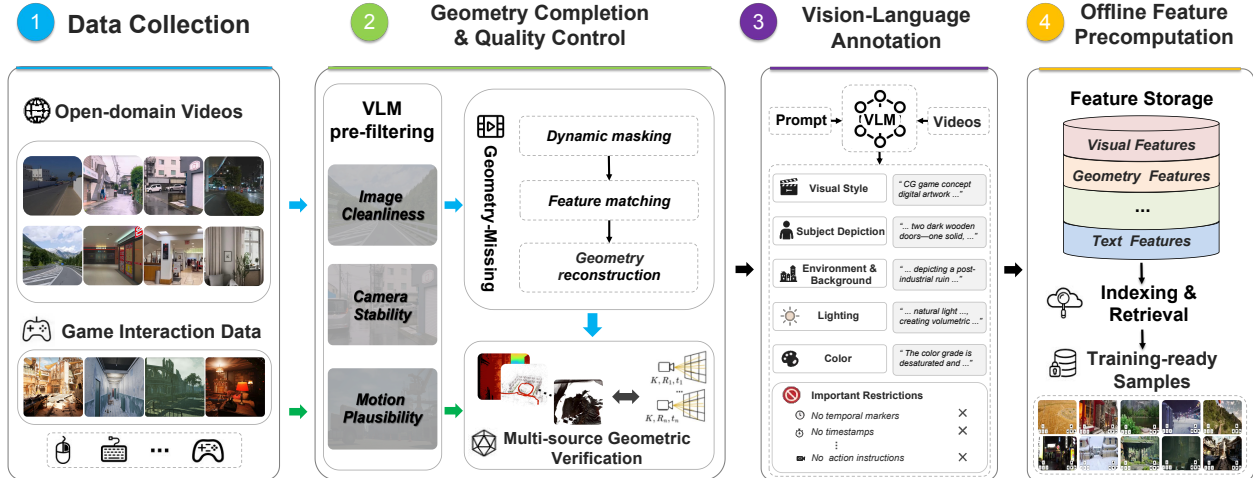 1 Data Collection
Open-domain Videos
Game Interaction Data
...
2 Geometry Completion
& Quality Control
VLM
pre-filtering
Image
Cleanliness
Camera
Stability
Motion
Plausibility
Geometry-Missing
Dynamic masking
Feature matching
Geometry
reconstruction
K, R1, t1
...
K, Rn, tn
Multi-source Geometric
Verification
3 Vision-Language
Annotation
Prompt
VLM
Videos
Visual Style
“ CG game concept
digital artwork ...”
Subject Depiction
“... two dark wooden
doors—one solid, ...”
Environment &
Background
“ ... depicting a post-
industrial ruin ...”
Lighting
“ ... natural light ...,
creating volumetric ...”
Color
“ The color grade is
desaturated and ...”
Important Restrictions
No temporal markers
No timestamps
⋮
No action instructions
4 Offline Feature
Precomputation
Feature Storage
Visual Features
Geometry Features
...
Text Features
Indexing &
Retrieval
Training-ready
Samples